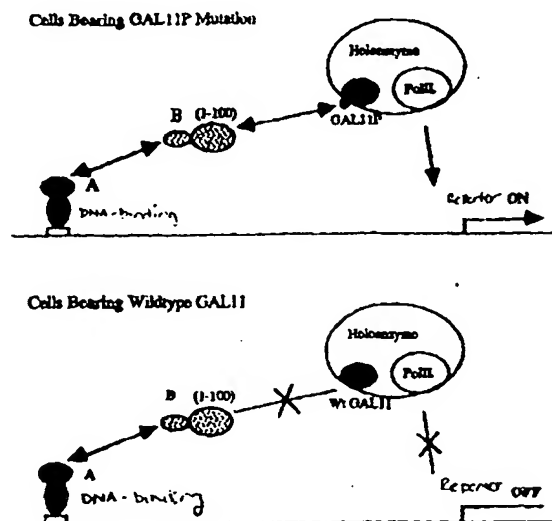 Cells Bearing GAL11P Mutation
Holoenzyme
PolII
GAL11P
B (1-100)
A
DNA-binding
Reporter ON
Cells Bearing Wildtype GAL11
Holoenzyme
PolII
Wt GAL11
B (1-100)
A
DNA-binding
Reporter OFF